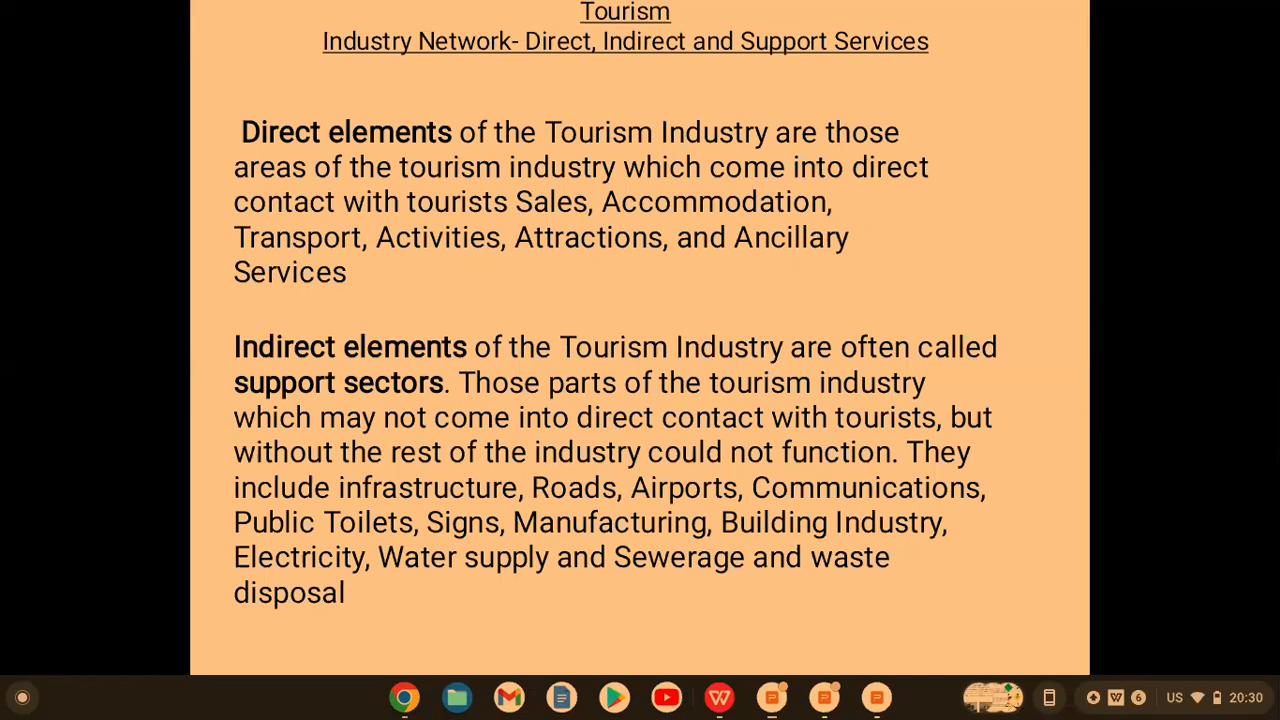 Tourism
Industry Network- Direct, Indirect and Support Services
Direct elements of the Tourism Industry are those
areas of the tourism industry which come into direct
contact with tourists Sales, Accommodation,
Transport, Activities, Attractions, and Ancillary
Services
Indirect elements of the Tourism Industry are often called
support sectors. Those parts of the tourism industry
which may not come into direct contact with tourists, but
without the rest of the industry could not function. They
include infrastructure, Roads, Airports, Communications,
Public Toilets, Signs, Manufacturing, Building Industry,
Electricity, Water supply and Sewerage and waste
disposal
6 US 20:30